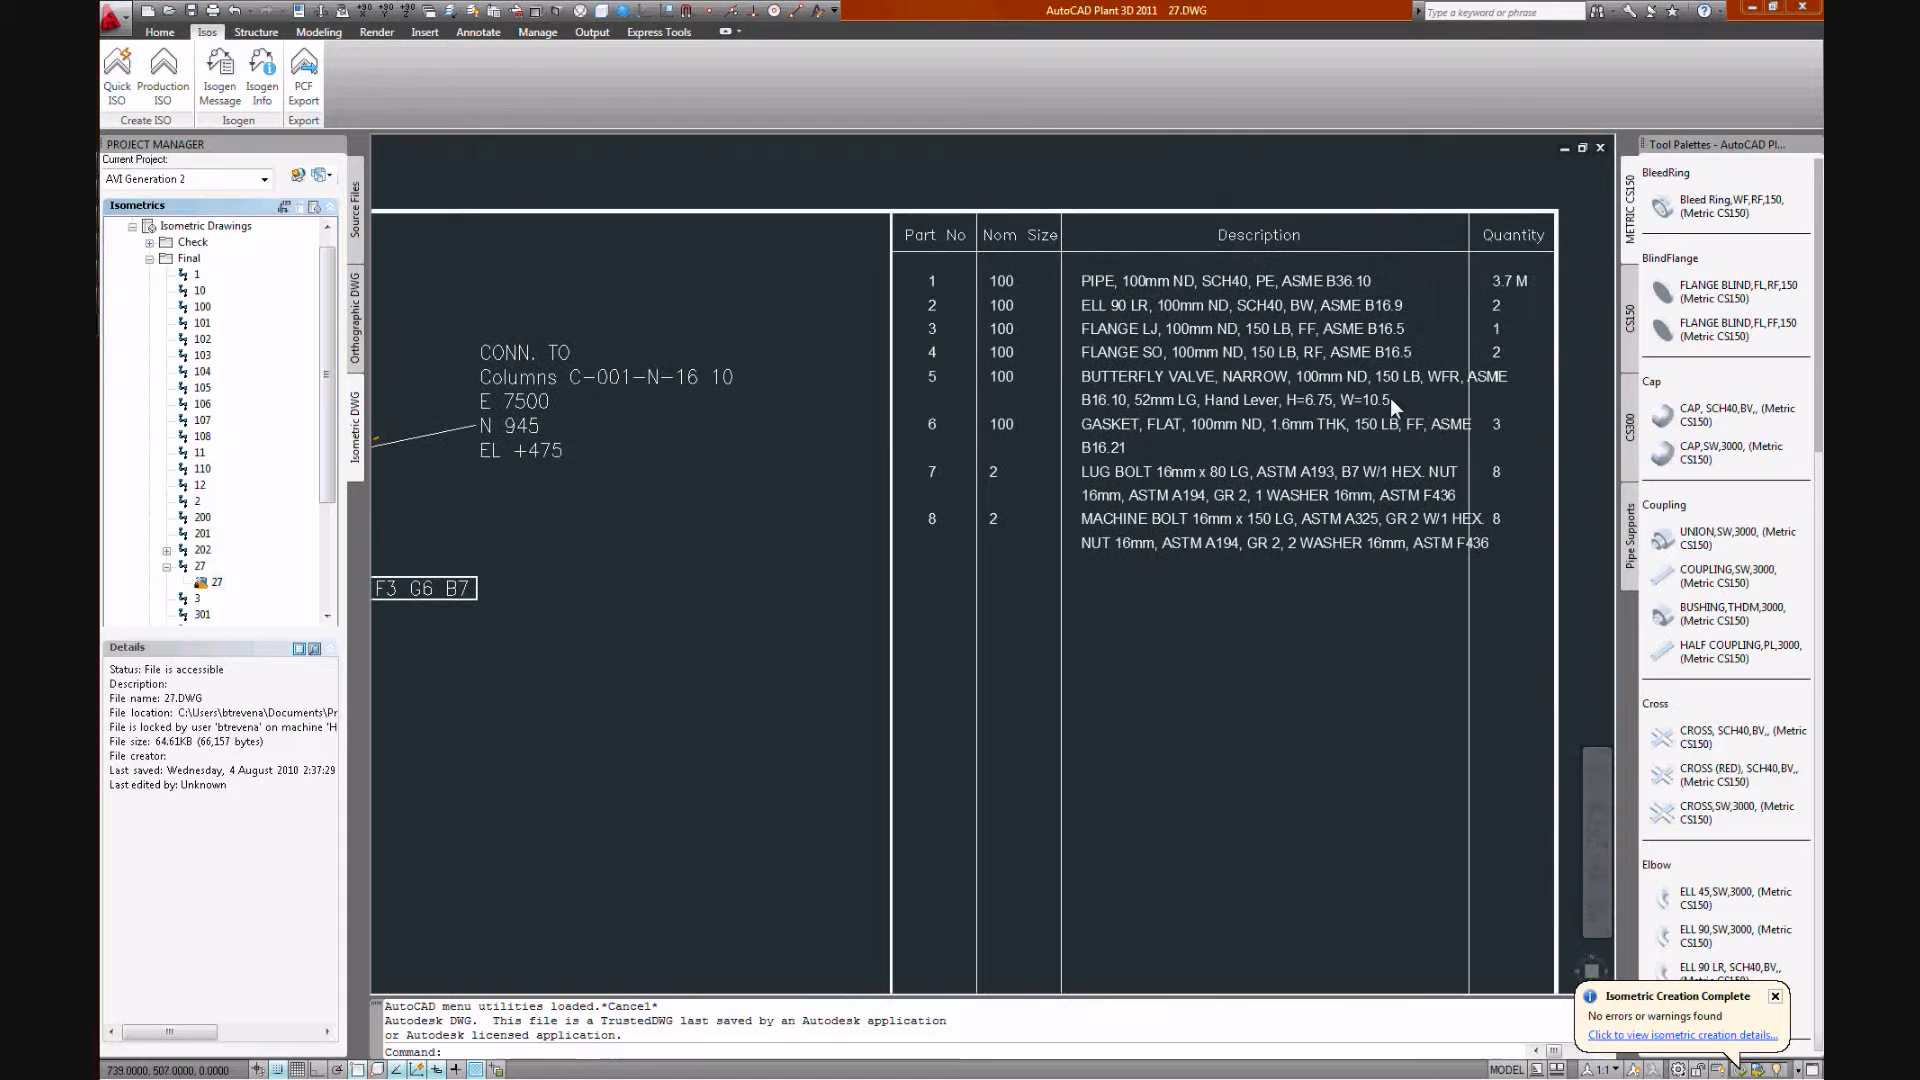 AutoCAD Plant 3D 2011 27.DWG
Type a keyword or phrase
Home Isos Structure Modeling Render Insert Annotate Manage Output Express Tools
Quick ISO
Production ISO
Isogen Message
Isogen Info
PCF Export
Create ISO
Isogen
Export
PROJECT MANAGER
Current Project:
AVI Generation 2
Isometrics
Isometric Drawings
Check
Final
1
10
100
101
102
103
104
105
106
107
108
11
110
12
2
200
201
202
27
27
3
301
Details
Status: File is accessible
Description:
File name: 27.DWG
File location: C:\Users\btrevena\Documents\Pr
File is locked by user 'btrevena' on machine 'H
File size: 64.61KB (66,157 bytes)
File creator:
Last saved: Wednesday, 4 August 2010 2:37:29
Last edited by: Unknown
Source Files
Orthographic DWG
Isometric DWG
CONN. TO
Columns C-001-N-16 10
E 7500
N 945
EL +475
F3 G6 B7
Part No Nom Size Description Quantity
1 100 PIPE, 100mm ND, SCH40, PE, ASME B36.10 3.7 M
2 100 ELL 90 LR, 100mm ND, SCH40, BW, ASME B16.9 2
3 100 FLANGE LJ, 100mm ND, 150 LB, FF, ASME B16.5 1
4 100 FLANGE SO, 100mm ND, 150 LB, RF, ASME B16.5 2
5 100 BUTTERFLY VALVE, NARROW, 100mm ND, 150 LB, WFR, ASME 1
B16.10, 52mm LG, Hand Lever, H=6.75, W=10.5
6 100 GASKET, FLAT, 100mm ND, 1.6mm THK, 150 LB, FF, ASME 3
B16.21
7 2 LUG BOLT 16mm x 80 LG, ASTM A193, B7 W/1 HEX. NUT 8
16mm, ASTM A194, GR 2, 1 WASHER 16mm, ASTM F436
8 2 MACHINE BOLT 16mm x 150 LG, ASTM A325, GR 2 W/1 HEX. 8
NUT 16mm, ASTM A194, GR 2, 2 WASHER 16mm, ASTM F436
AutoCAD menu utilities loaded.*Cancel*
Autodesk DWG. This file is a TrustedDWG last saved by an Autodesk application
or Autodesk licensed application.
Command:
Tool Palettes - AutoCAD Pl...
METRIC CS150
CS150
CS300
Pipe Supports
BleedRing
Bleed Ring,WF,RF,150,
(Metric CS150)
BlindFlange
FLANGE BLIND,FL,RF,150
(Metric CS150)
FLANGE BLIND,FL,FF,150
(Metric CS150)
Cap
CAP, SCH40,BV,, (Metric
CS150)
CAP,SW,3000, (Metric
CS150)
Coupling
UNION,SW,3000, (Metric
CS150)
COUPLING,SW,3000,
(Metric CS150)
BUSHING,THDM,3000,
(Metric CS150)
HALF COUPLING,PL,3000,
(Metric CS150)
Cross
CROSS, SCH40,BV,, (Metric
CS150)
CROSS (RED), SCH40,BV,,
(Metric CS150)
CROSS,SW,3000, (Metric
CS150)
Elbow
ELL 45,SW,3000, (Metric
CS150)
ELL 90,SW,3000, (Metric
CS150)
ELL 90 LR, SCH40,BV,,
Isometric Creation Complete
No errors or warnings found
Click to view isometric creation details...
739.0000, 507.0000, 0.0000
MODEL
1:1